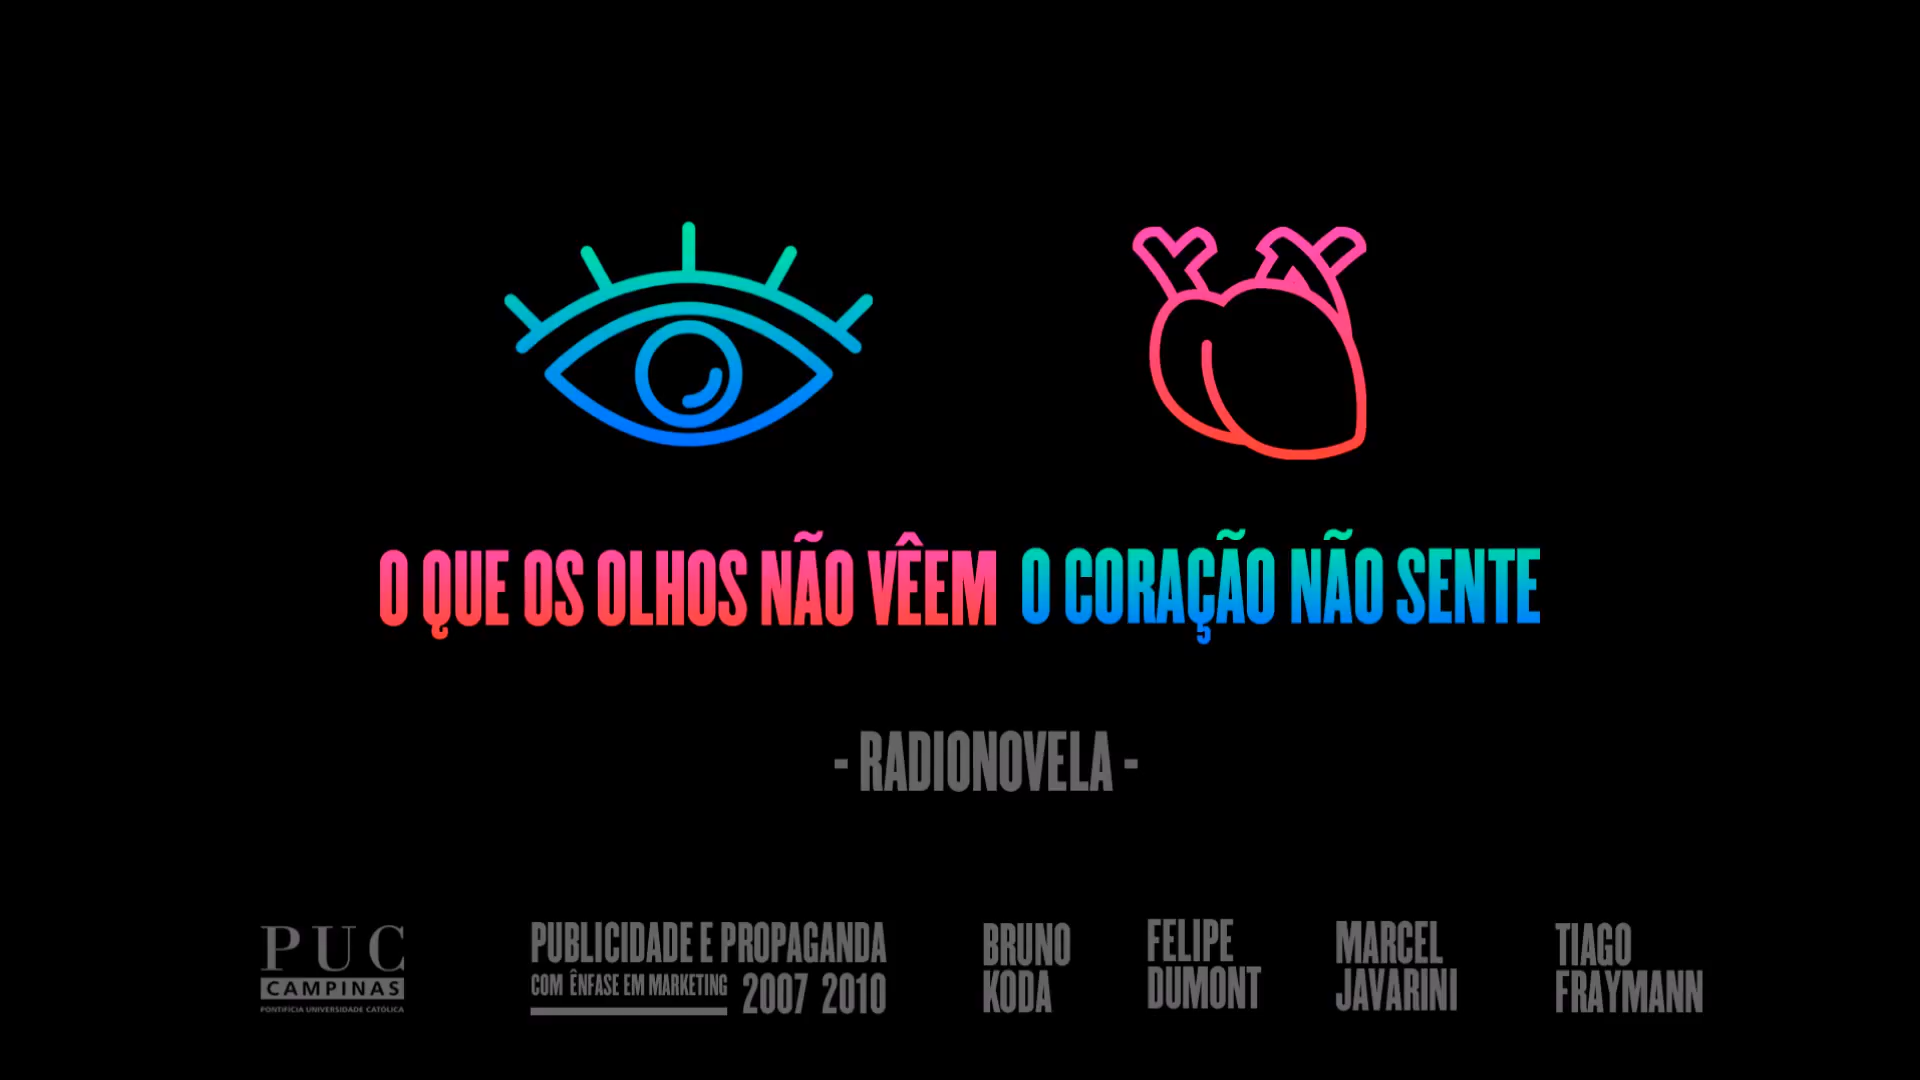 O QUE OS OLHOS NÃO VÊEM O CORAÇÃO NÃO SENTE
- RADIONOVELA -
PUC
CAMPINAS
PONTIFÍCIA UNIVERSIDADE CATÓLICA
PUBLICIDADE E PROPAGANDA
COM ÊNFASE EM MARKETING 2007 2010
BRUNO
KODA
FELIPE
DUMONT
MARCEL
JAVARINI
TIAGO
FRAYMANN